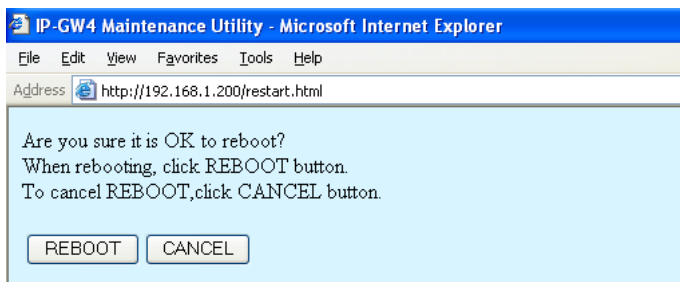 IP-GW4 Maintenance Utility - Microsoft Internet Explorer
File Edit View Favorites Tools Help
Address http://192.168.1.200/restart.html
Are you sure it is OK to reboot?
When rebooting, click REBOOT button.
To cancel REBOOT,click CANCEL button.
REBOOT CANCEL